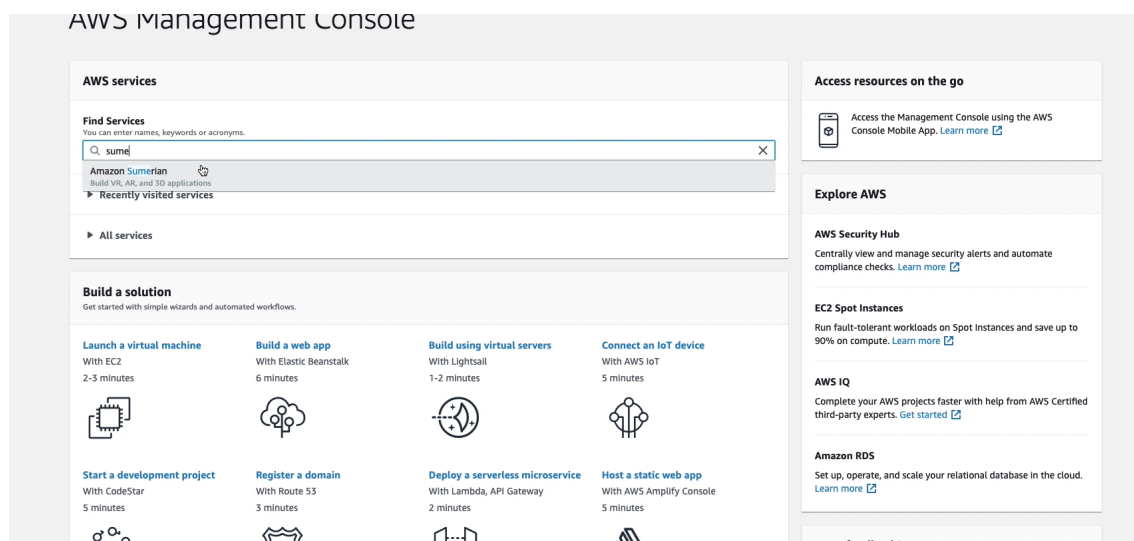 AWS Management Console
AWS services
Find Services
You can enter names, keywords or acronyms.
sume
Amazon Sumerian
Build VR, AR, and 3D applications
Recently visited services
All services
Build a solution
Get started with simple wizards and automated workflows.
Launch a virtual machine
With EC2
2-3 minutes
Build a web app
With Elastic Beanstalk
6 minutes
Build using virtual servers
With Lightsail
1-2 minutes
Connect an IoT device
With AWS IoT
5 minutes
Start a development project
With CodeStar
5 minutes
Register a domain
With Route 53
3 minutes
Deploy a serverless microservice
With Lambda, API Gateway
2 minutes
Host a static web app
With AWS Amplify Console
5 minutes
Access resources on the go
Access the Management Console using the AWS
Console Mobile App. Learn more
Explore AWS
AWS Security Hub
Centrally view and manage security alerts and automate
compliance checks. Learn more
EC2 Spot Instances
Run fault-tolerant workloads on Spot Instances and save up to
90% on compute. Learn more
AWS IQ
Complete your AWS projects faster with help from AWS Certified
third-party experts. Get started
Amazon RDS
Set up, operate, and scale your relational database in the cloud.
Learn more